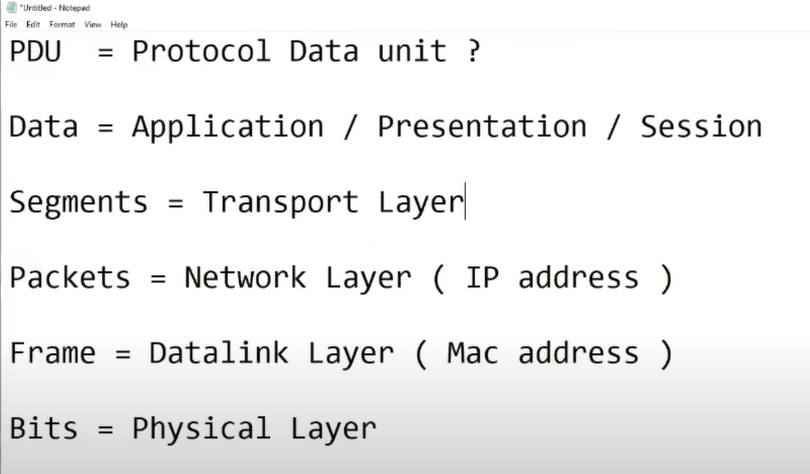 *Untitled - Notepad
File Edit Format View Help
PDU = Protocol Data unit ?
Data = Application / Presentation / Session
Segments = Transport Layer
Packets = Network Layer ( IP address )
Frame = Datalink Layer ( Mac address )
Bits = Physical Layer